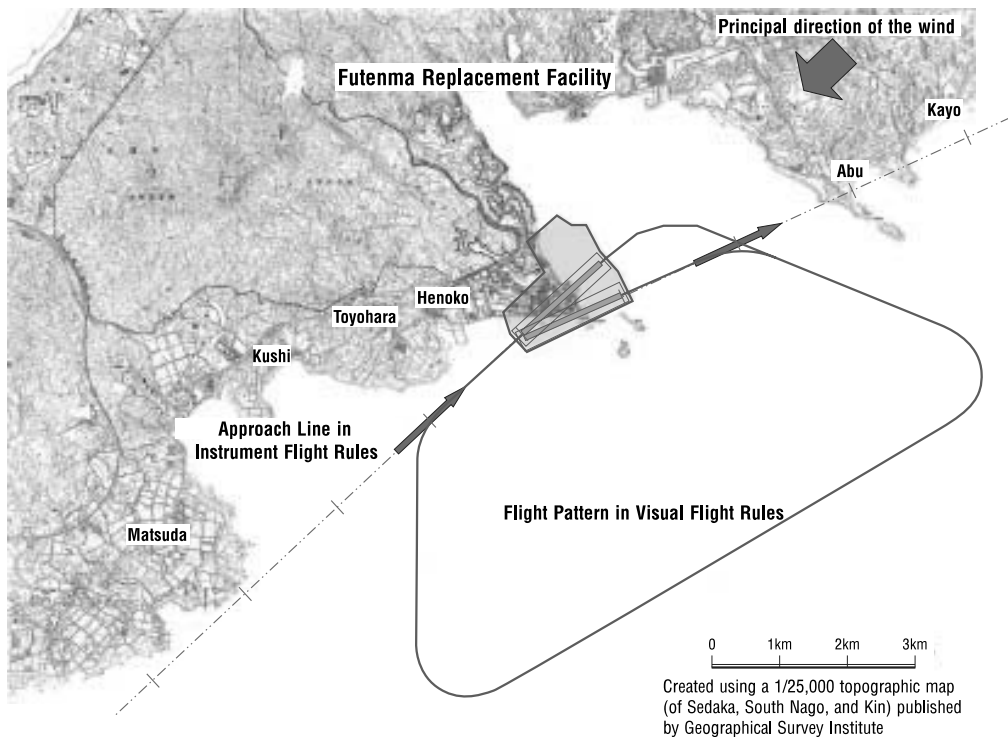 Principal direction of the wind
Futenma Replacement Facility
Kayo
Abu
Henoko
Toyohara
Kushi
Approach Line in
Instrument Flight Rules
Matsuda
Flight Pattern in Visual Flight Rules
0 1km 2km 3km
Created using a 1/25,000 topographic map
(of Sedaka, South Nago, and Kin) published
by Geographical Survey Institute